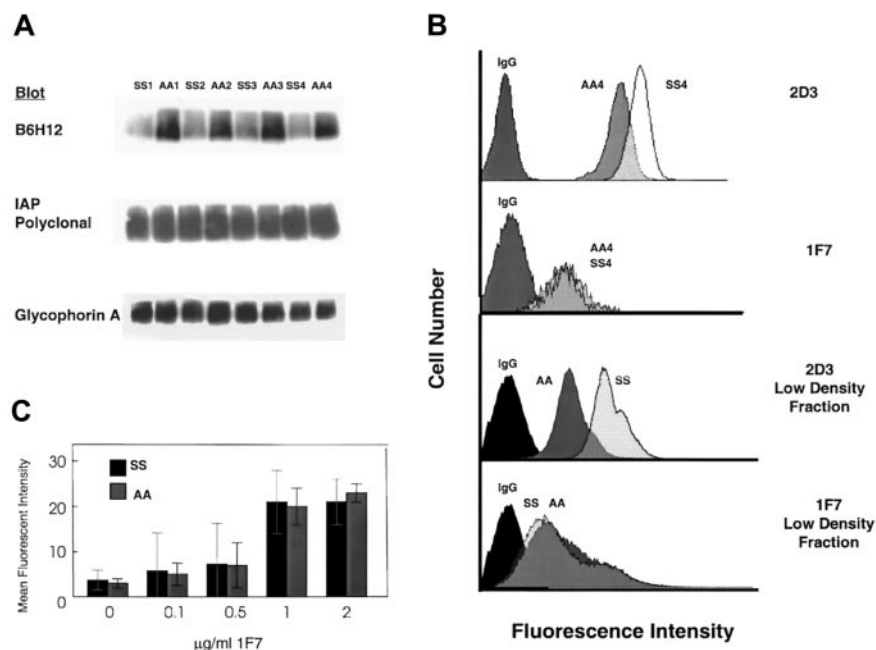 A
SS1 AA1 SS2 AA2 SS3 AA3 SS4 AA4
Blot
B6H12
IAP
Polyclonal
Glycophorin A
B
IgG
AA4
SS4
2D3
IgG
AA4
SS4
1F7
IgG
AA
SS
2D3
Low Density
Fraction
IgG
SS AA
1F7
Low Density
Fraction
Cell Number
Fluorescence Intensity
C
SS
AA
30
20
10
0
0 0.1 0.5 1 2
Mean Fluorescent Intensity
µg/ml 1F7